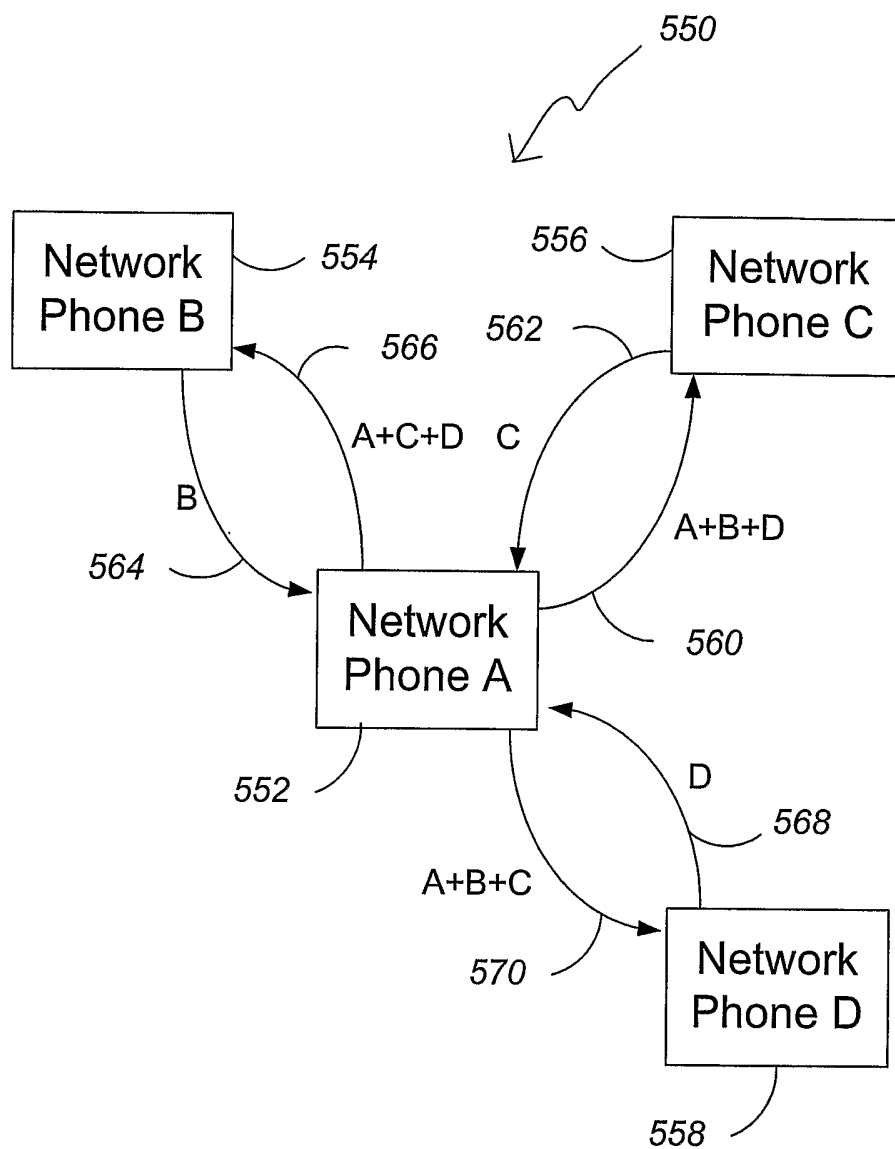 550
Network
Phone B
554
556
Network
Phone C
562
566
A+C+D
C
B
A+B+D
564
Network
Phone A
560
552
D
568
A+B+C
570
Network
Phone D
558